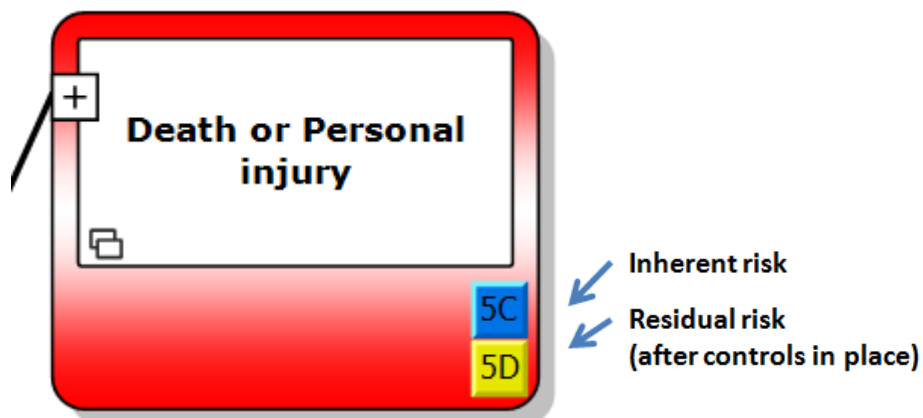 +
Death or Personal
injury
5C
Inherent risk
5D
Residual risk
(after controls in place)